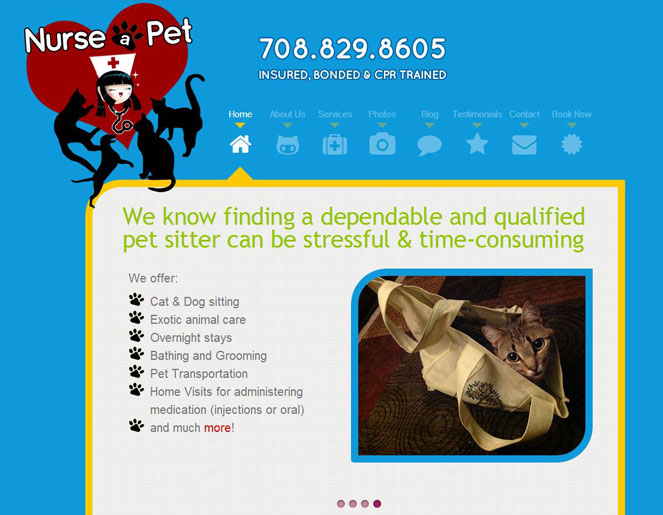 Nurse a Pet
708.829.8605
INSURED, BONDED & CPR TRAINED
Home About Us Services Photos Blog Testimonials Contact Book Now
We know finding a dependable and qualified
pet sitter can be stressful & time-consuming
We offer:
Cat & Dog sitting
Exotic animal care
Overnight stays
Bathing and Grooming
Pet Transportation
Home Visits for administering
medication (injections or oral)
and much more!